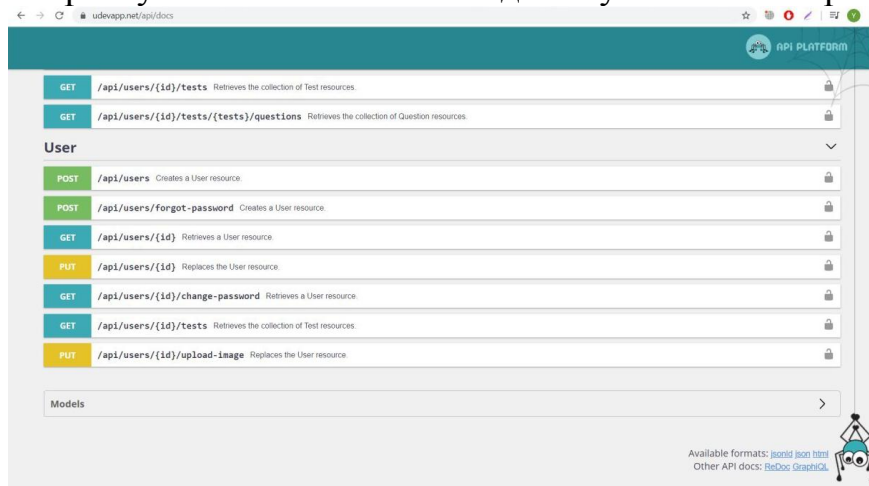 udevapp.net/api/docs
API PLATFORM
GET /api/users/{id}/tests Retrieves the collection of Test resources.
GET /api/users/{id}/tests/{tests}/questions Retrieves the collection of Question resources.
User
POST /api/users Creates a User resource.
POST /api/users/forgot-password Creates a User resource.
GET /api/users/{id} Retrieves a User resource.
PUT /api/users/{id} Replaces the User resource.
GET /api/users/{id}/change-password Retrieves a User resource.
GET /api/users/{id}/tests Retrieves the collection of Test resources.
PUT /api/users/{id}/upload-image Replaces the User resource.
Models
Available formats: jsonld json html
Other API docs: ReDoc GraphiQL